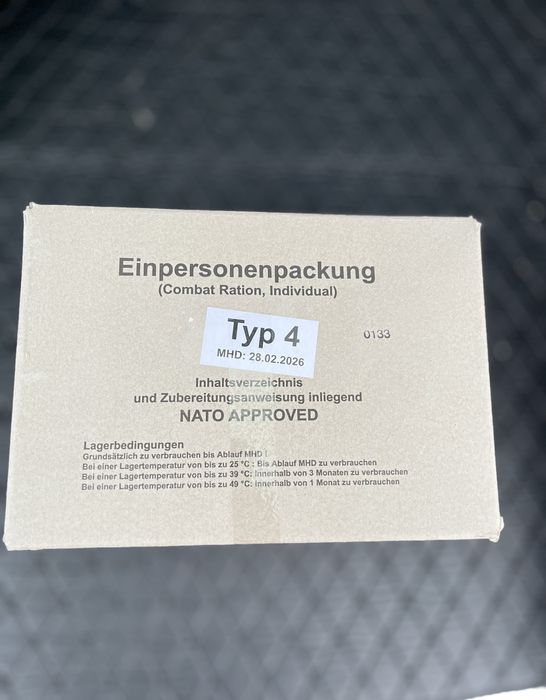 Einpersonenpackung
(Combat Ration, Individual)
Typ 4
MHD: 28.02.2026
0133
Inhaltsverzeichnis
und Zubereitungsanweisung inliegend
NATO APPROVED
Lagerbedingungen
Grundsätzlich zu verbrauchen bis Ablauf MHD !
Bei einer Lagertemperatur von bis zu 25 °C : Bis Ablauf MHD zu verbrauchen
Bei einer Lagertemperatur von bis zu 39 °C: Innerhalb von 3 Monaten zu verbrauchen
Bei einer Lagertemperatur von bis zu 49 °C: Innerhalb von 1 Monat zu verbrauchen